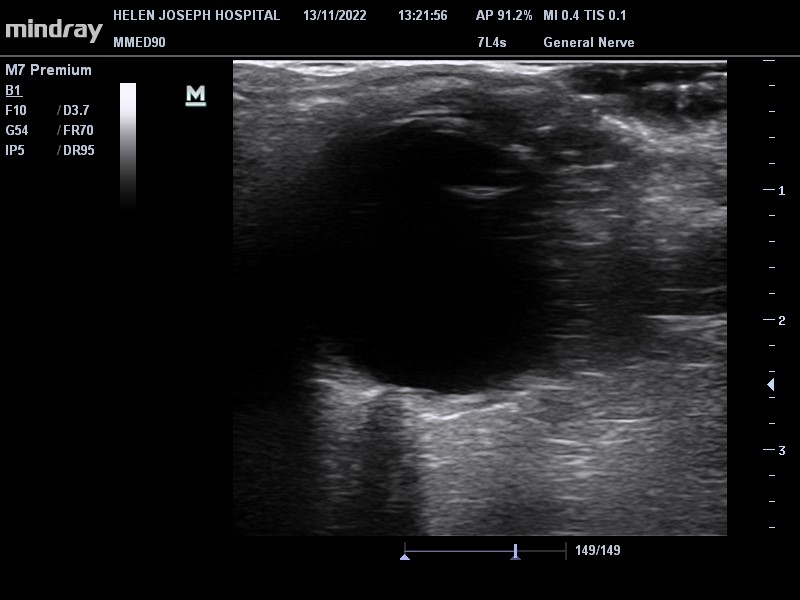 mindray
HELEN JOSEPH HOSPITAL 13/11/2022 13:21:56 AP 91.2% MI 0.4 TIS 0.1
MMED90 7L4s General Nerve
M7 Premium
B1
F10 / D3.7
G54 / FR70
IP5 / DR95
M
1
2
3
149/149